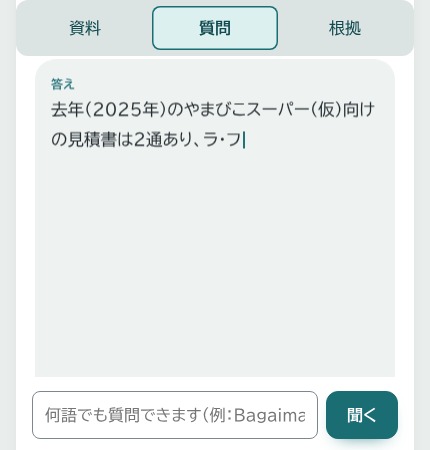 資料
質問
根拠
答え
去年(2025年)のやまびこスーパー(仮)向け
の見積書は2通あり、ラ・フ
何語でも質問できます(例:Bagaima
聞く